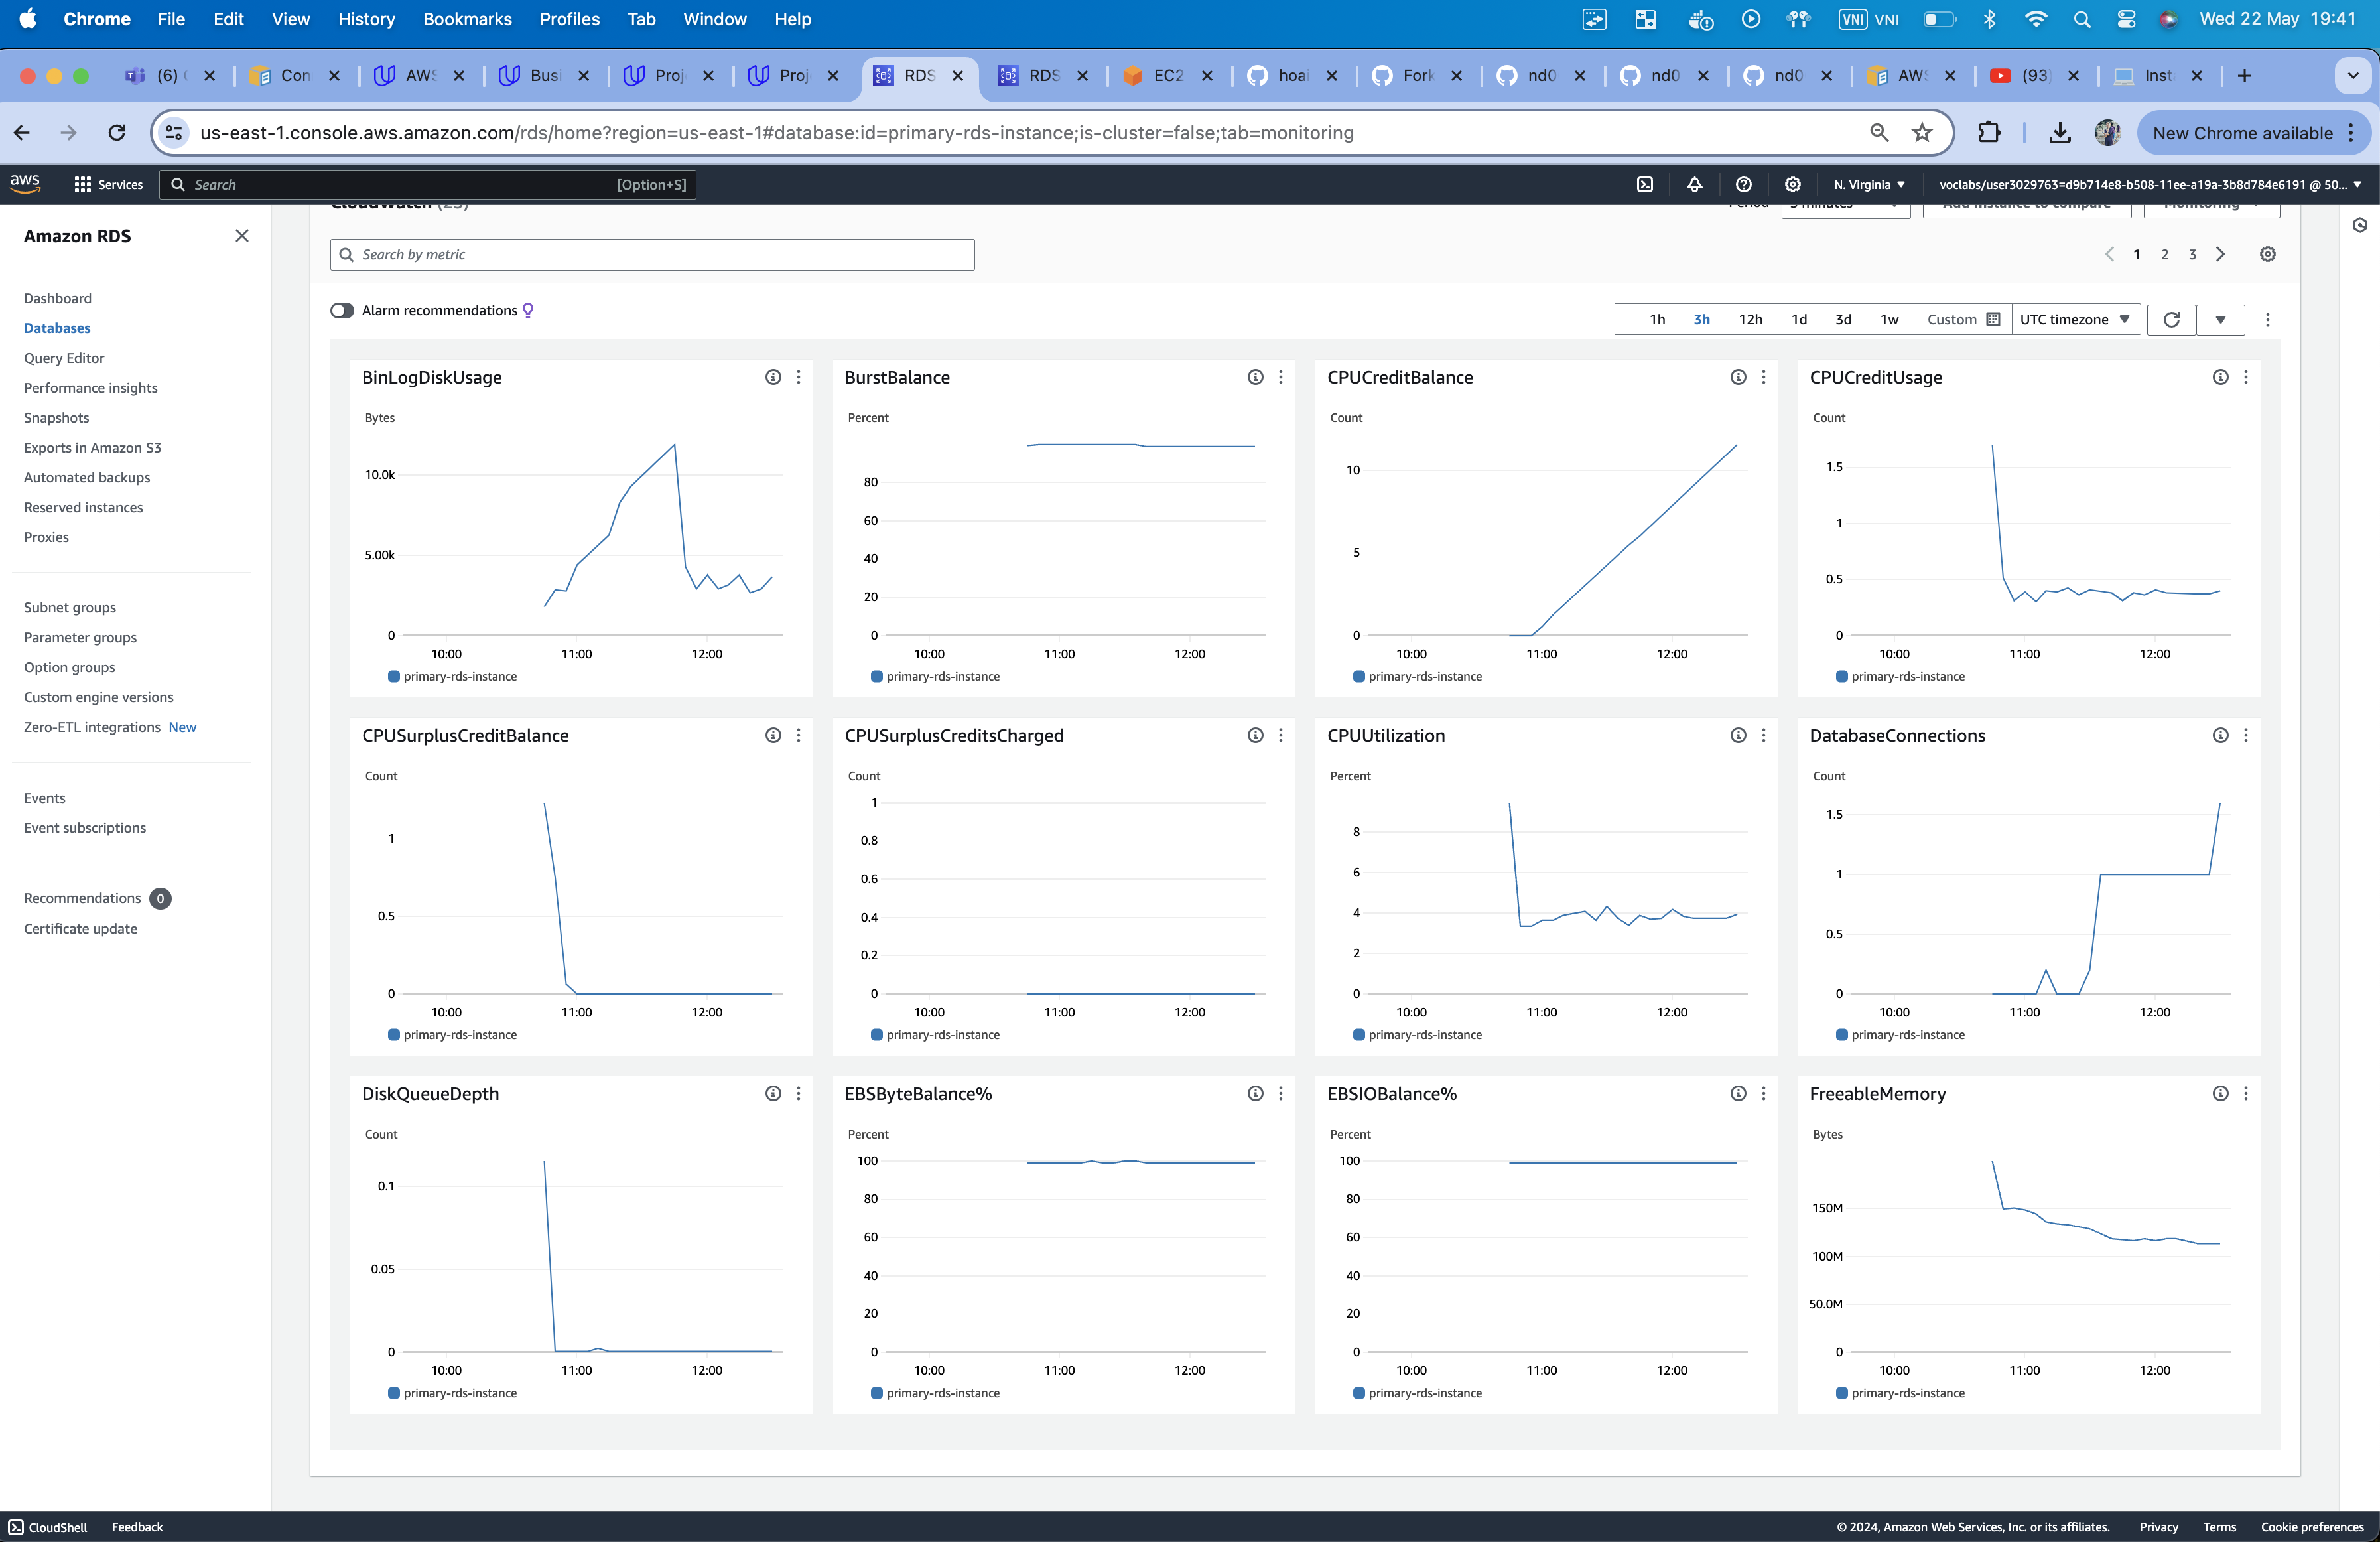 Chrome File Edit View History Bookmarks Profiles Tab Window Help VNI VNI Wed 22 May 19:41
(6) Con AWS Busi Proj Proj RDS RDS EC2 hoai Fork nd0 nd0 nd0 AWS (93) Inst
us-east-1.console.aws.amazon.com/rds/home?region=us-east-1#database:id=primary-rds-instance;is-cluster=false;tab=monitoring New Chrome available
aws Services Search [Option+S] N. Virginia voclabs/user3029763=d9b714e8-b508-11ee-a19a-3b8d784e6191 @ 50...
Amazon RDS
Dashboard
Databases
Query Editor
Performance insights
Snapshots
Exports in Amazon S3
Automated backups
Reserved instances
Proxies
Subnet groups
Parameter groups
Option groups
Custom engine versions
Zero-ETL integrations New
Events
Event subscriptions
Recommendations 0
Certificate update
CloudWatch (25) Period 5 minutes Add instance to compare Monitoring
Search by metric 1 2 3
Alarm recommendations 1h 3h 12h 1d 3d 1w Custom UTC timezone
BinLogDiskUsage
Bytes
10.0k
5.00k
0
10:00 11:00 12:00
primary-rds-instance
BurstBalance
Percent
80
60
40
20
0
10:00 11:00 12:00
primary-rds-instance
CPUCreditBalance
Count
10
5
0
10:00 11:00 12:00
primary-rds-instance
CPUCreditUsage
Count
1.5
1
0.5
0
10:00 11:00 12:00
primary-rds-instance
CPUSurplusCreditBalance
Count
1
0.5
0
10:00 11:00 12:00
primary-rds-instance
CPUSurplusCreditsCharged
Count
1
0.8
0.6
0.4
0.2
0
10:00 11:00 12:00
primary-rds-instance
CPUUtilization
Percent
8
6
4
2
0
10:00 11:00 12:00
primary-rds-instance
DatabaseConnections
Count
1.5
1
0.5
0
10:00 11:00 12:00
primary-rds-instance
DiskQueueDepth
Count
0.1
0.05
0
10:00 11:00 12:00
primary-rds-instance
EBSByteBalance%
Percent
100
80
60
40
20
0
10:00 11:00 12:00
primary-rds-instance
EBSIOBalance%
Percent
100
80
60
40
20
0
10:00 11:00 12:00
primary-rds-instance
FreeableMemory
Bytes
150M
100M
50.0M
0
10:00 11:00 12:00
primary-rds-instance
CloudShell Feedback © 2024, Amazon Web Services, Inc. or its affiliates. Privacy Terms Cookie preferences